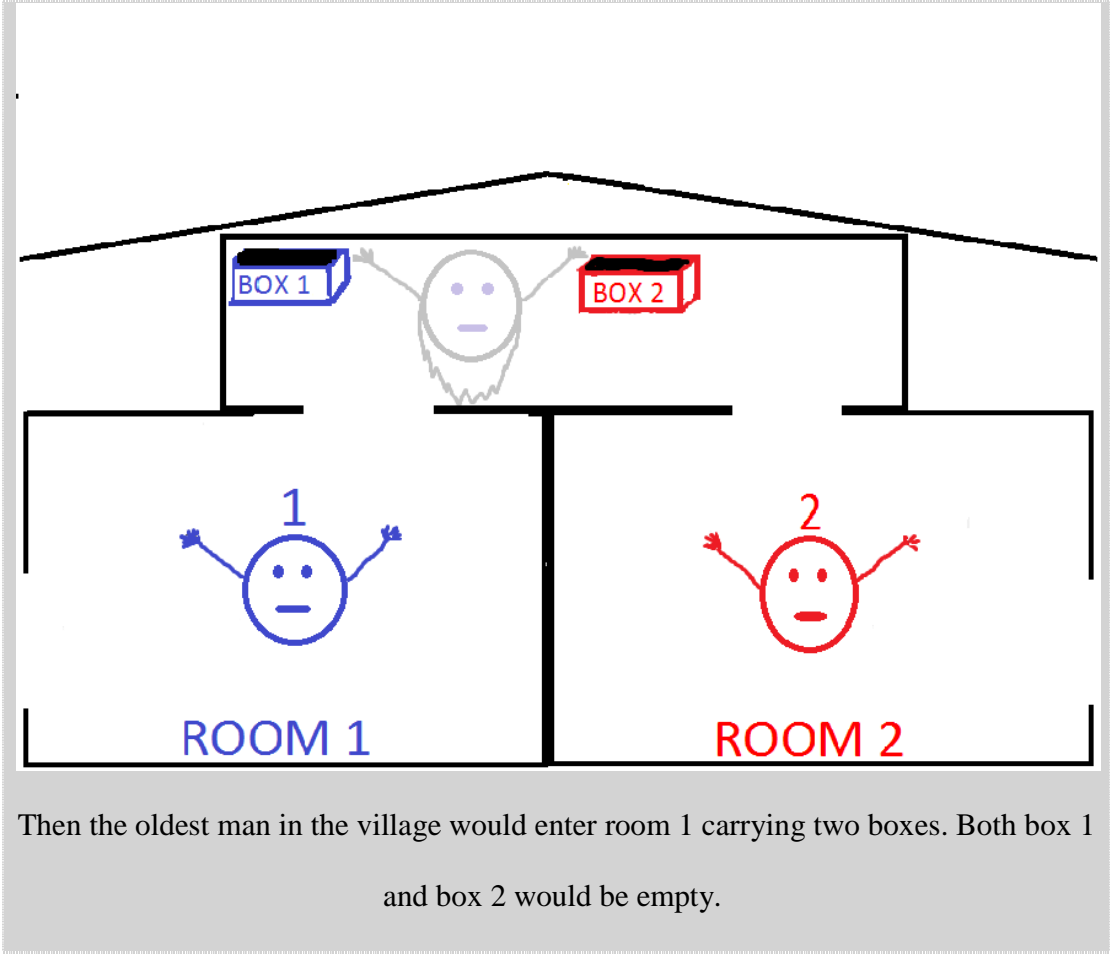 BOX 1
BOX 2
1
2
ROOM 1
ROOM 2
Then the oldest man in the village would enter room 1 carrying two boxes. Both box 1
and box 2 would be empty.